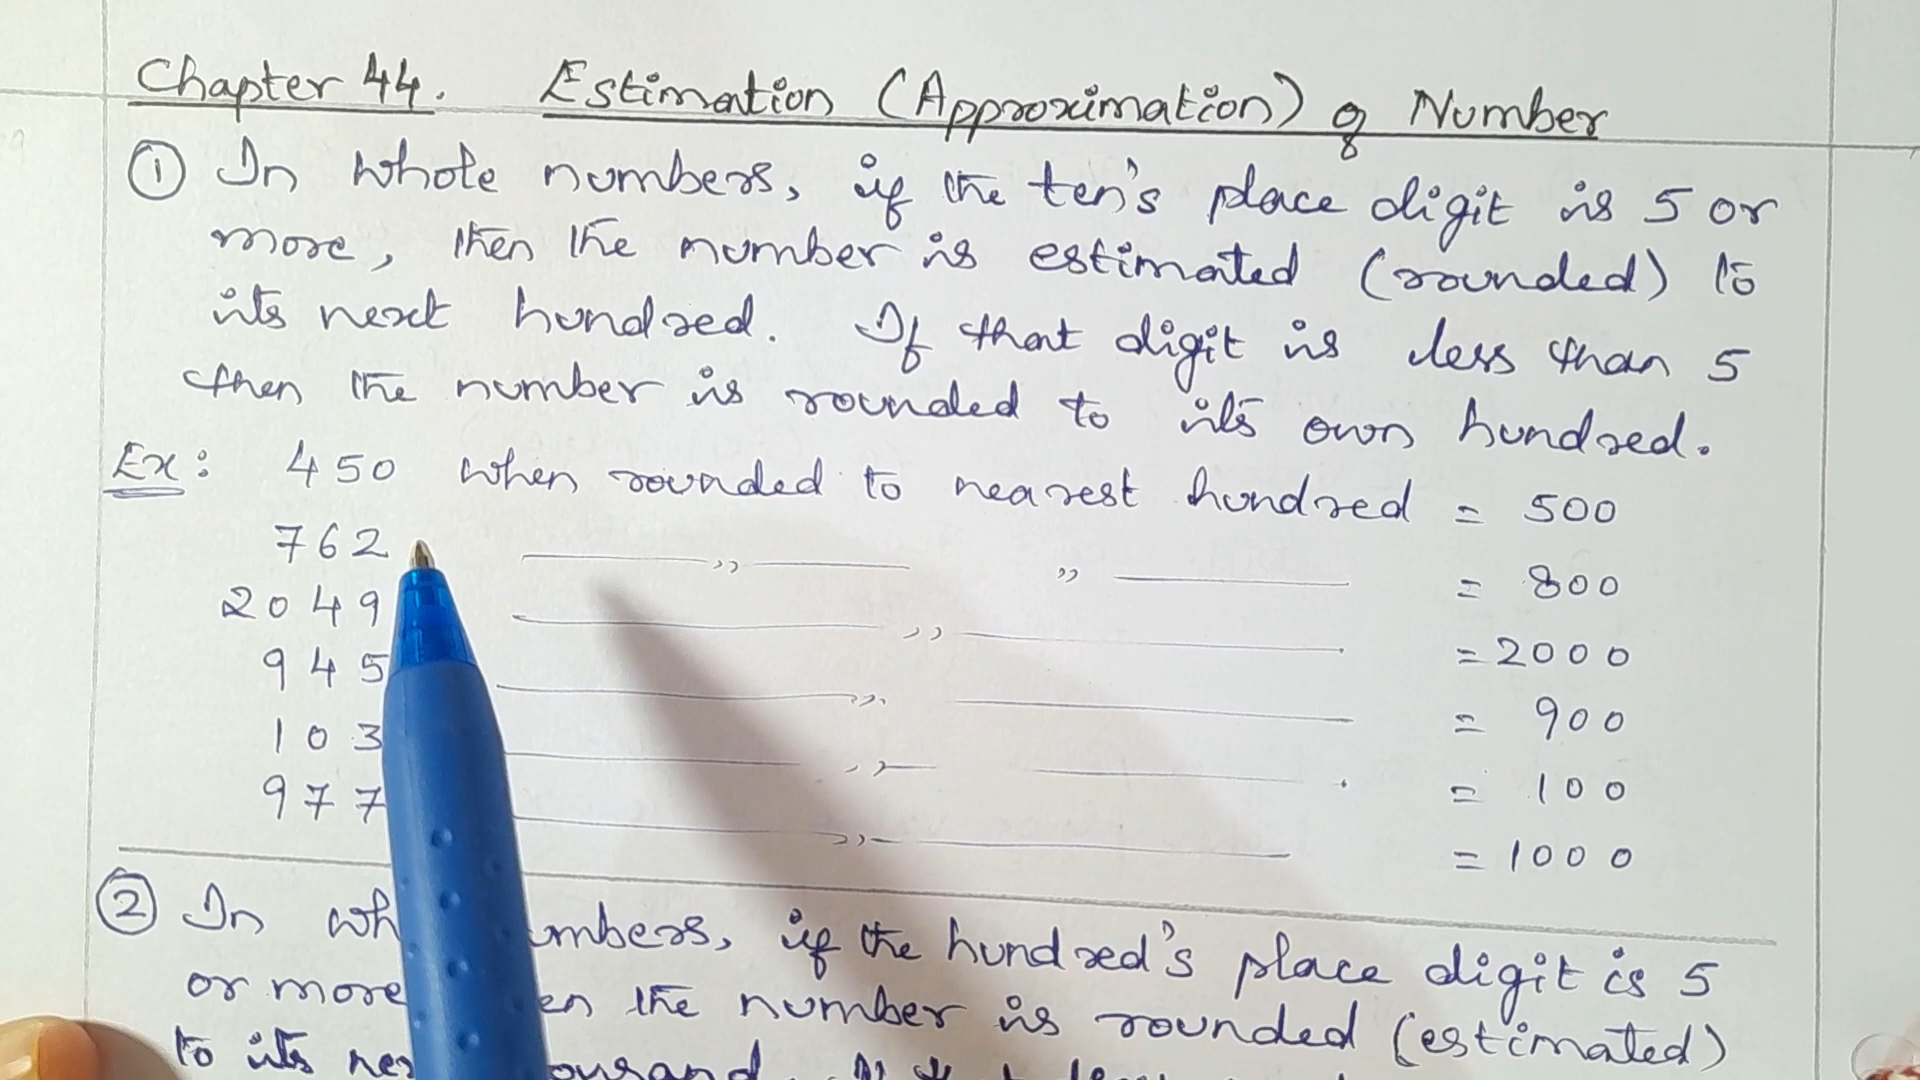 Chapter 44. Estimation (Approximation) of Number
① In whole numbers, if the ten's place digit is 5 or
more, then the number is estimated (rounded) to
its next hundred. If that digit is less than 5
then the number is rounded to its own hundred.
Ex: 450 when rounded to nearest hundred = 500
762 ——,,—— ,, —— = 800
2049 ——,,—— = 2000
945 ——,,—— = 900
103 ——,,—— = 100
977 ——,,—— = 1000
② In wh umbers, if the hundred's place digit is 5
or more en the number is rounded (estimated)
to its